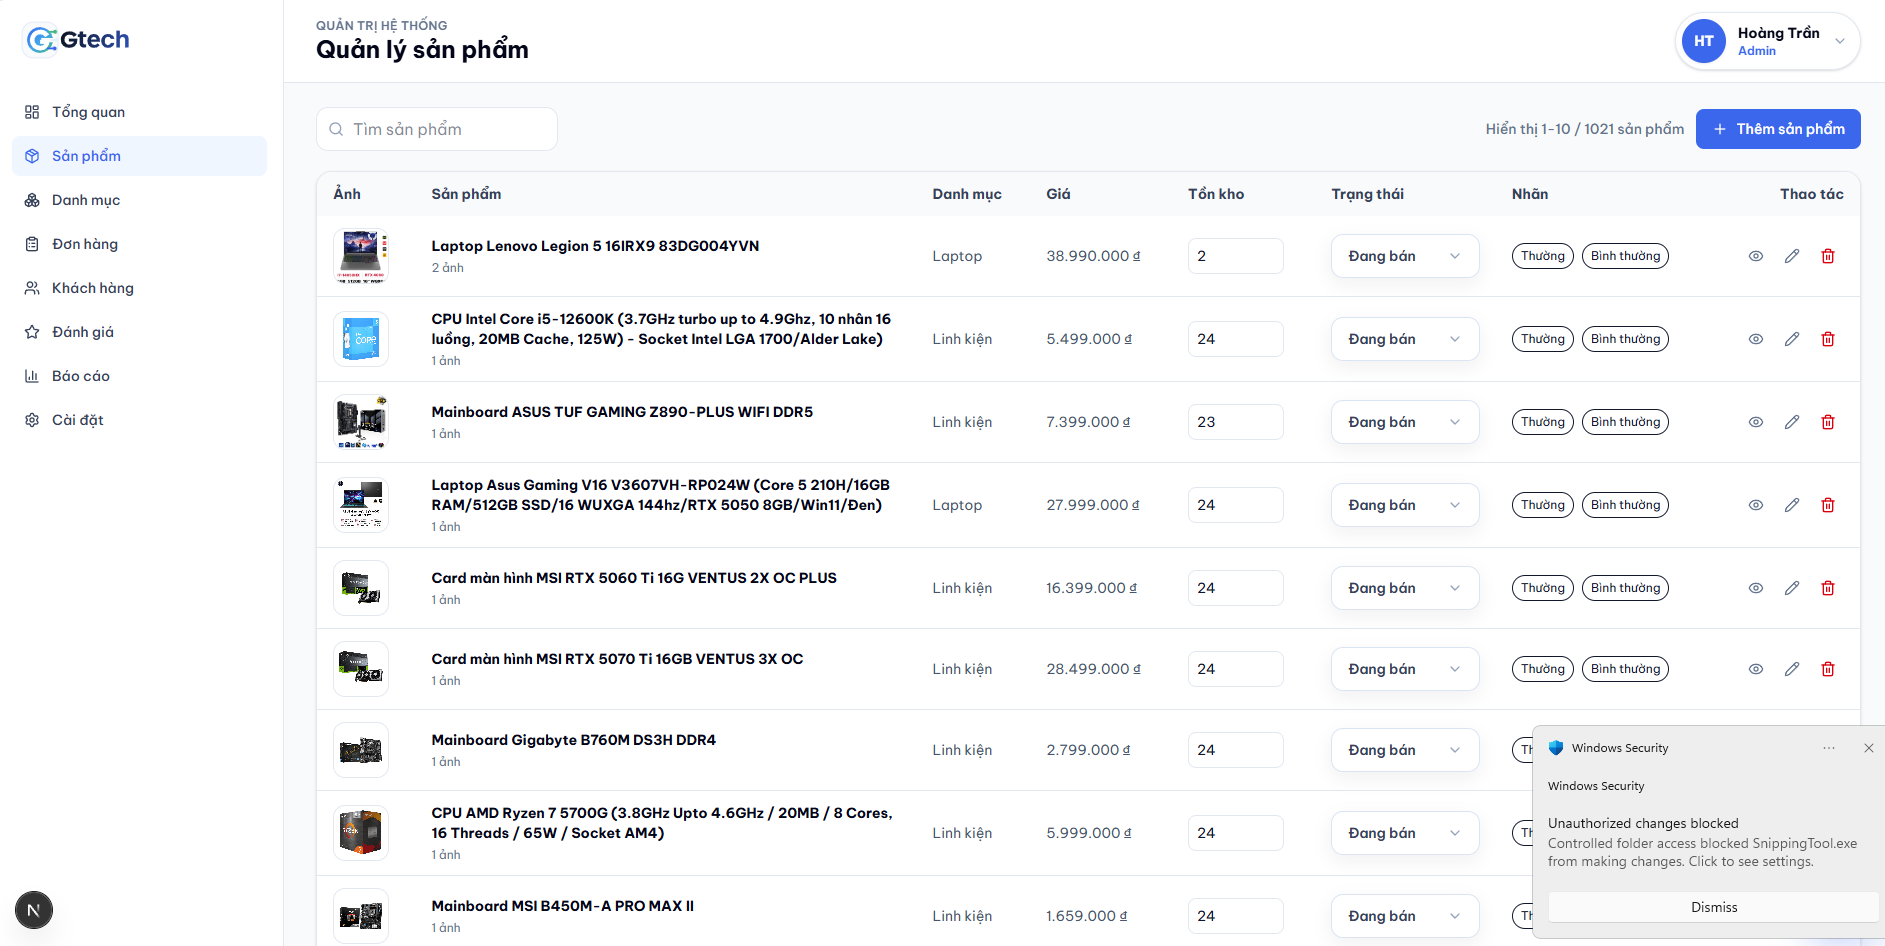 Gtech
QUẢN TRỊ HỆ THỐNG
Quản lý sản phẩm
HT
Hoàng Trần
Admin
Tổng quan
Sản phẩm
Danh mục
Đơn hàng
Khách hàng
Đánh giá
Báo cáo
Cài đặt
N
Tìm sản phẩm
Hiển thị 1-10 / 1021 sản phẩm
+ Thêm sản phẩm
Ảnh Sản phẩm Danh mục Giá Tồn kho Trạng thái Nhãn Thao tác
Laptop Lenovo Legion 5 16IRX9 83DG004YVN
2 ảnh
Laptop 38.990.000 ₫ 2 Đang bán Thường Bình thường
CPU Intel Core i5-12600K (3.7GHz turbo up to 4.9Ghz, 10 nhân 16
luồng, 20MB Cache, 125W) - Socket Intel LGA 1700/Alder Lake)
1 ảnh
Linh kiện 5.499.000 ₫ 24 Đang bán Thường Bình thường
Mainboard ASUS TUF GAMING Z890-PLUS WIFI DDR5
1 ảnh
Linh kiện 7.399.000 ₫ 23 Đang bán Thường Bình thường
Laptop Asus Gaming V16 V3607VH-RP024W (Core 5 210H/16GB
RAM/512GB SSD/16 WUXGA 144hz/RTX 5050 8GB/Win11/Đen)
1 ảnh
Laptop 27.999.000 ₫ 24 Đang bán Thường Bình thường
Card màn hình MSI RTX 5060 Ti 16G VENTUS 2X OC PLUS
1 ảnh
Linh kiện 16.399.000 ₫ 24 Đang bán Thường Bình thường
Card màn hình MSI RTX 5070 Ti 16GB VENTUS 3X OC
1 ảnh
Linh kiện 28.499.000 ₫ 24 Đang bán Thường Bình thường
Mainboard Gigabyte B760M DS3H DDR4
1 ảnh
Linh kiện 2.799.000 ₫ 24 Đang bán
CPU AMD Ryzen 7 5700G (3.8GHz Upto 4.6GHz / 20MB / 8 Cores,
16 Threads / 65W / Socket AM4)
1 ảnh
Linh kiện 5.999.000 ₫ 24 Đang bán
Mainboard MSI B450M-A PRO MAX II
1 ảnh
Linh kiện 1.659.000 ₫ 24 Đang bán
Windows Security
Windows Security
Unauthorized changes blocked
Controlled folder access blocked SnippingTool.exe
from making changes. Click to see settings.
Dismiss